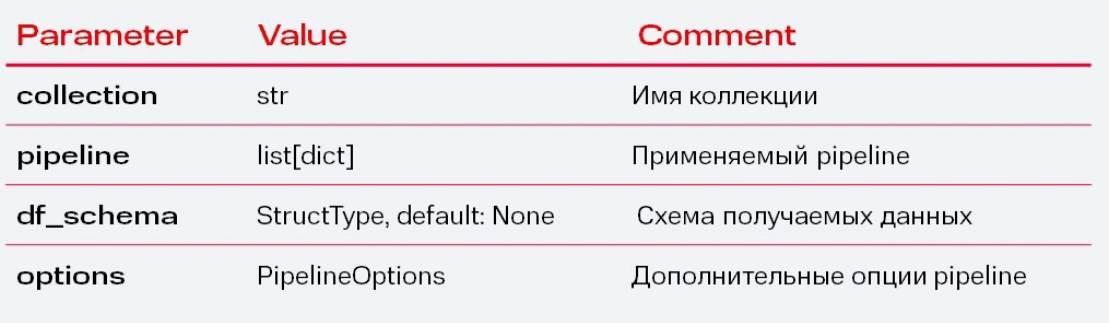 Parameter Value Comment
collection str Имя коллекции
pipeline list[dict] Применяемый pipeline
df_schema StructType, default: None Схема получаемых данных
options PipelineOptions Дополнительные опции pipeline